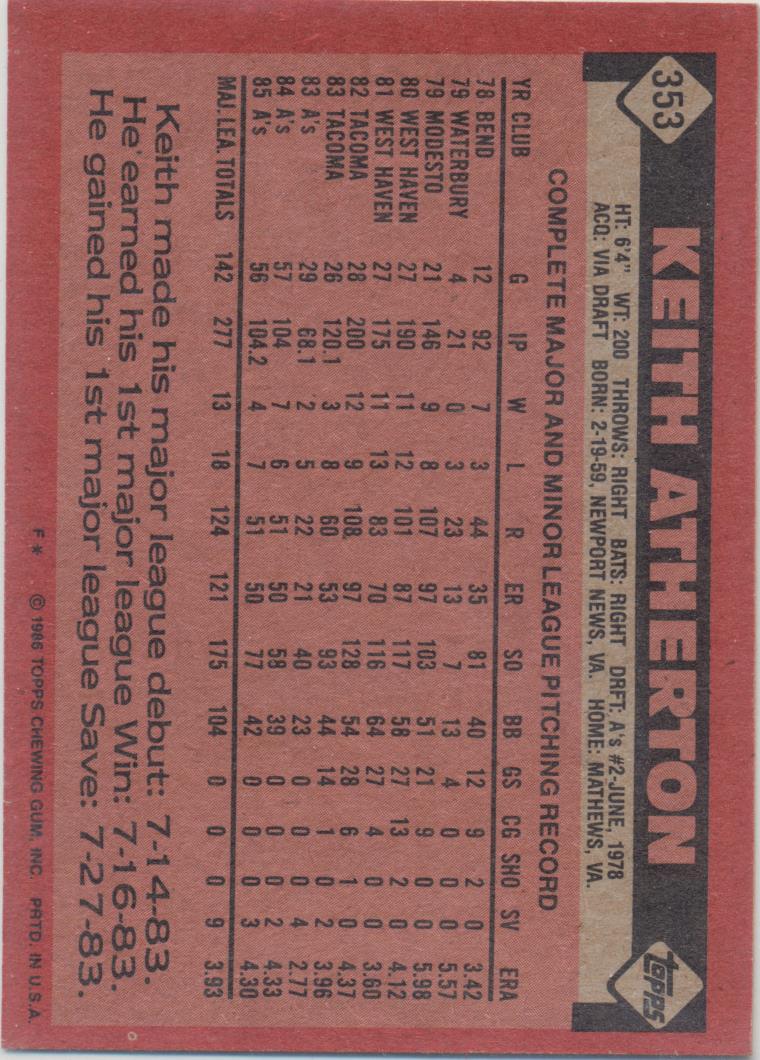 353
KEITH ATHERTON
TOPPS
HT: 6'4" WT: 200 THROWS: RIGHT BATS: RIGHT DRFT: A's #2-JUNE, 1978
ACQ: VIA DRAFT BORN: 2-19-59, NEWPORT NEWS, VA. HOME: MATHEWS, VA.
COMPLETE MAJOR AND MINOR LEAGUE PITCHING RECORD
YR CLUB G IP W L R ER SO BB GS CG SHO SV ERA
78 BEND 12 92 7 3 44 35 81 40 12 9 2 0 3.42
79 WATERBURY 4 21 0 3 23 13 7 13 4 0 0 0 5.57
79 MODESTO 21 146 9 8 107 97 103 51 21 9 0 0 5.98
80 WEST HAVEN 27 190 11 12 101 87 117 58 27 13 2 0 4.12
81 WEST HAVEN 27 175 11 13 83 70 116 64 27 4 0 0 3.60
82 TACOMA 28 200 12 9 108 97 128 54 28 6 1 0 4.37
83 TACOMA 26 120.1 3 8 60 53 93 44 14 1 0 2 3.96
83 A's 29 68.1 2 5 22 21 40 23 0 0 0 4 2.77
84 A's 57 104 7 6 51 50 58 39 0 0 0 2 4.33
85 A's 56 104.2 4 7 51 50 77 42 0 0 0 3 4.30
MAJ. LEA. TOTALS 142 277 13 18 124 121 175 104 0 0 0 9 3.93
Keith made his major league debut: 7-14-83.
He earned his 1st major league Win: 7-16-83.
He gained his 1st major league Save: 7-27-83.
F* © 1986 TOPPS CHEWING GUM, INC. PRTD. IN U.S.A.